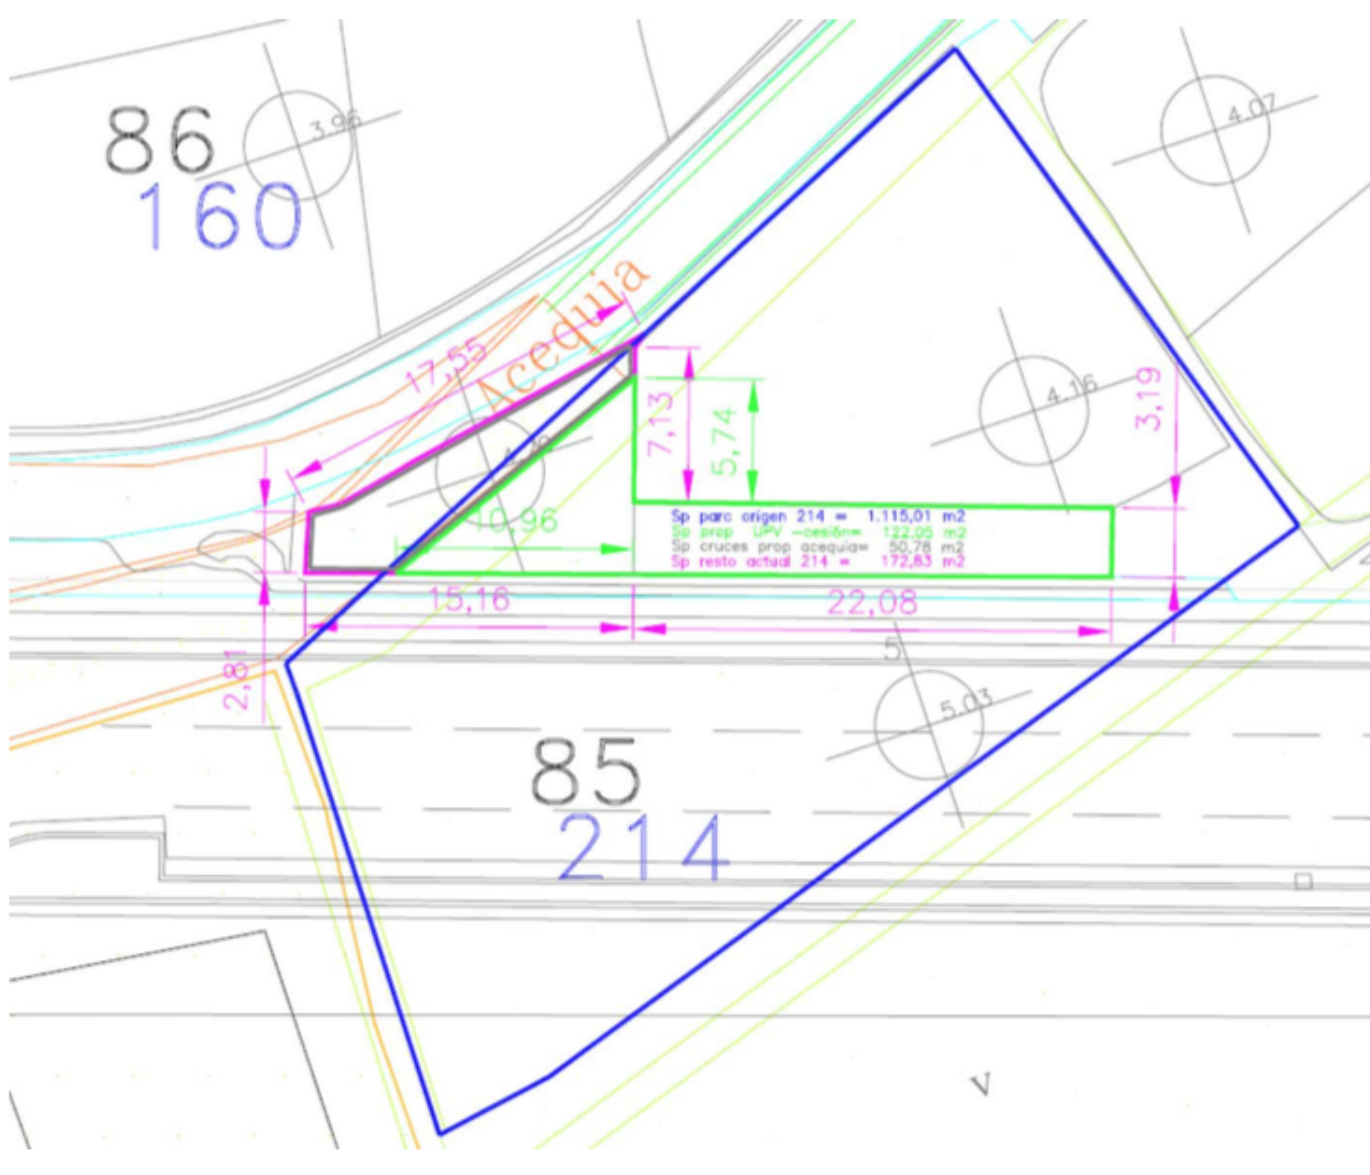 3.96
4.07
86
160
Acequia
17,55
4.16
3,19
7,13
5,74
10,96
Sp parc origen 214 = 1.115,01 m2
Sp prop UPV -cesión= 122,05 m2
Sp cruces prop acequia= 50,78 m2
Sp resto actual 214 = 172,83 m2
15,16
22,08
2,81
5
5.03
85
214
v